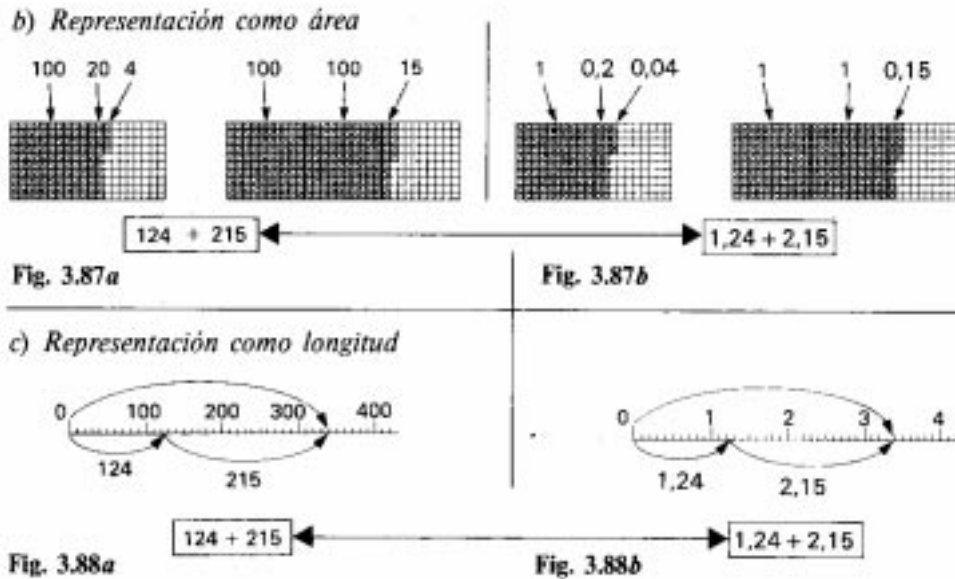 b) Representación como área
100 20 4 100 100 15 1 0,2 0,04 1 1 0,15
124 + 215 1,24 + 2,15
Fig. 3.87a Fig. 3.87b
c) Representación como longitud
0 100 200 300 400 0 1 2 3 4
124 215 1,24 2,15
124 + 215 1,24 + 2,15
Fig. 3.88a Fig. 3.88b